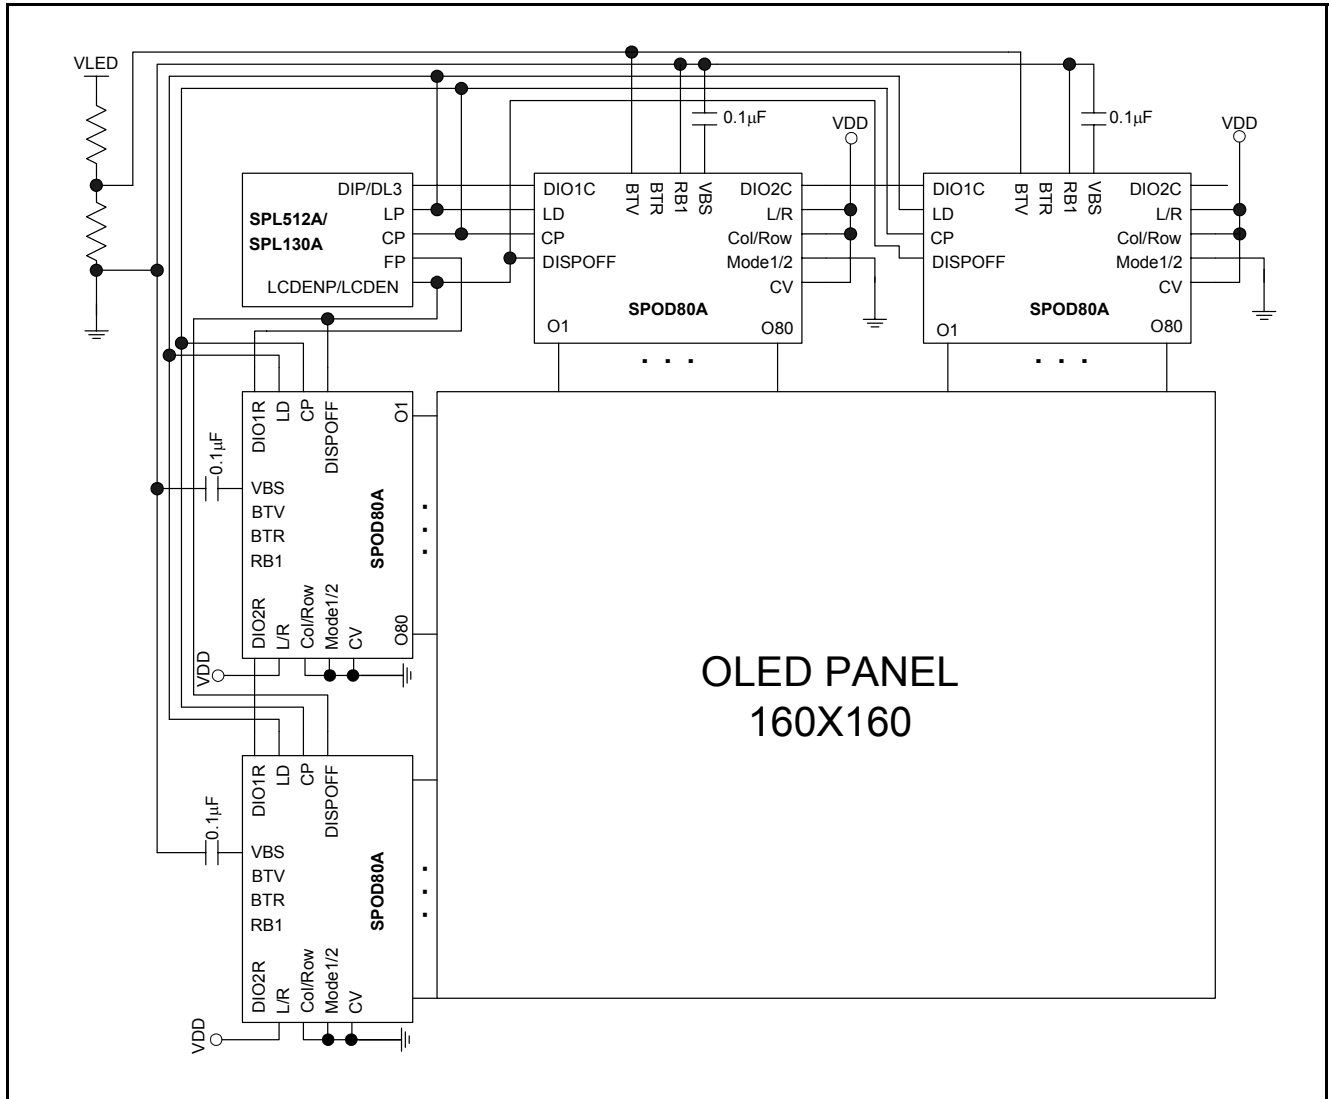 VLED
0.1µF
VDD
0.1µF
VDD
SPL512A/
SPL130A
DIP/DL3
LP
CP
FP
LCDENP/LCDEN
DIO1C
LD
CP
DISPOFF
BTV
BTR
RB1
VBS
DIO2C
L/R
Col/Row
Mode1/2
CV
SPOD80A
O1
O80
. . .
DIO1C
LD
CP
DISPOFF
BTV
BTR
RB1
VBS
DIO2C
L/R
Col/Row
Mode1/2
CV
SPOD80A
O1
O80
. . .
0.1µF
DIO1R
LD
CP
DISPOFF
O1
VBS
BTV
BTR
RB1
SPOD80A
. . .
DIO2R
L/R
Col/Row
Mode1/2
CV
O80
VDD
OLED PANEL
160X160
0.1µF
DIO1R
LD
CP
DISPOFF
VBS
BTV
BTR
RB1
SPOD80A
. . .
DIO2R
L/R
Col/Row
Mode1/2
CV
VDD